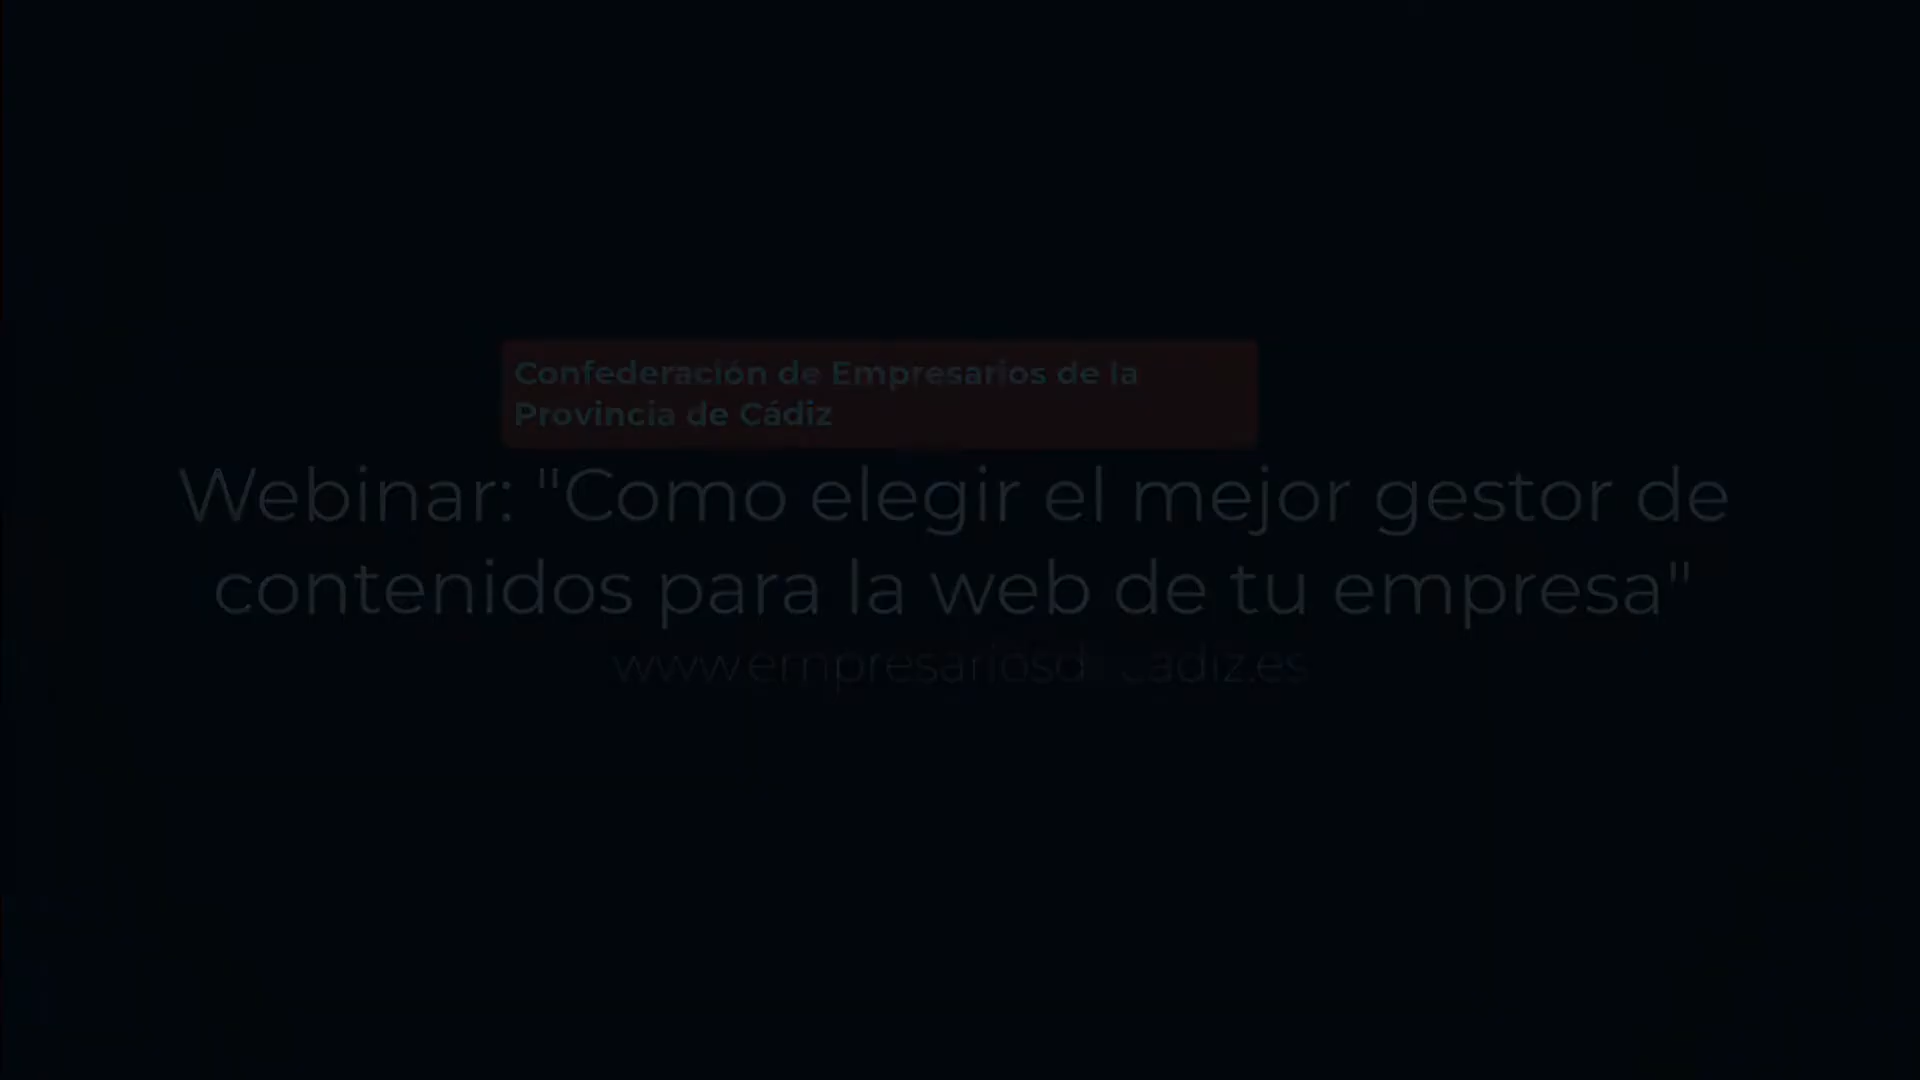 Confederación de Empresarios de la
Provincia de Cádiz
Webinar: "Como elegir el mejor gestor de
contenidos para la web de tu empresa"